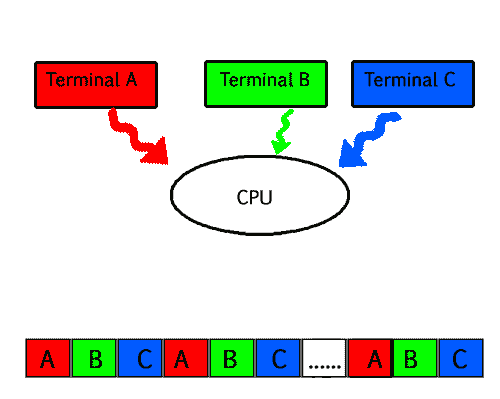 Terminal A Terminal B Terminal C
CPU
A B C A B C ...... A B C